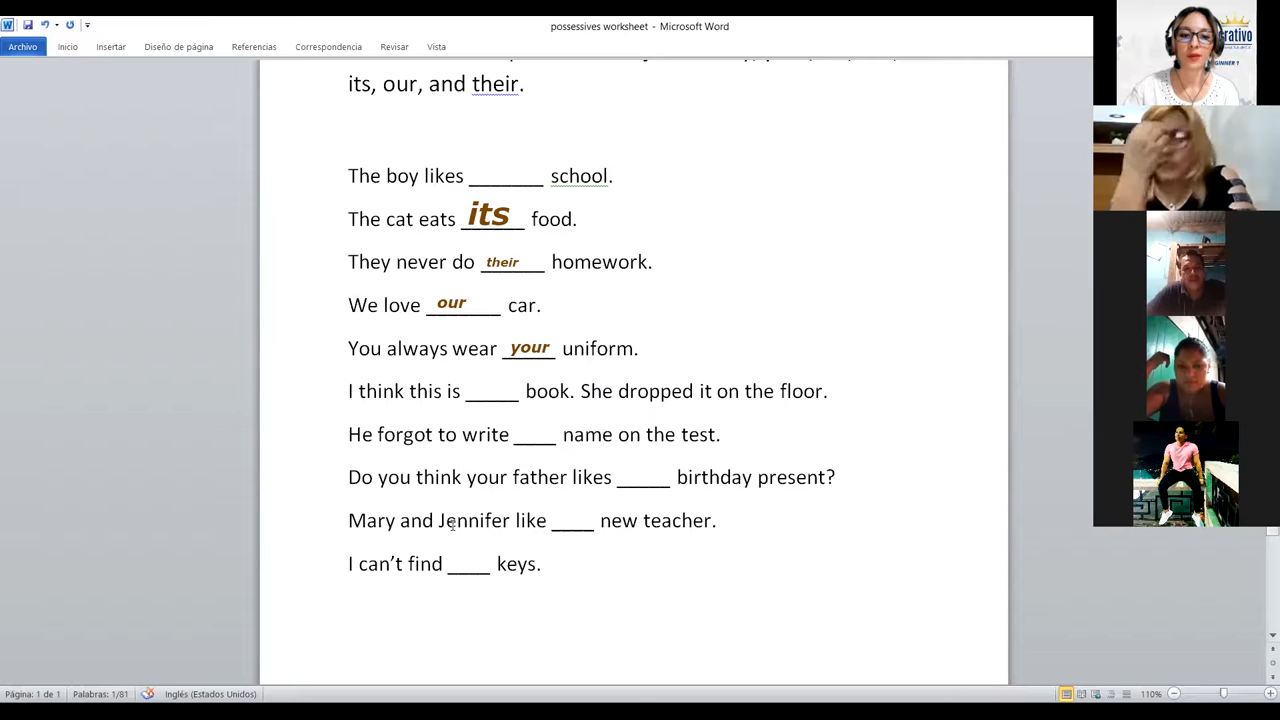 possessives worksheet - Microsoft Word
Archivo Inicio Insertar Diseño de página Referencias Correspondencia Revisar Vista
its, our, and their.
The boy likes _______ school.
The cat eats its food.
They never do their homework.
We love our car.
You always wear your uniform.
I think this is _____ book. She dropped it on the floor.
He forgot to write ____ name on the test.
Do you think your father likes _____ birthday present?
Mary and Jennifer like ____ new teacher.
I can’t find ____ keys.
Página: 1 de 1 Palabras: 1/81 Inglés (Estados Unidos) 110%